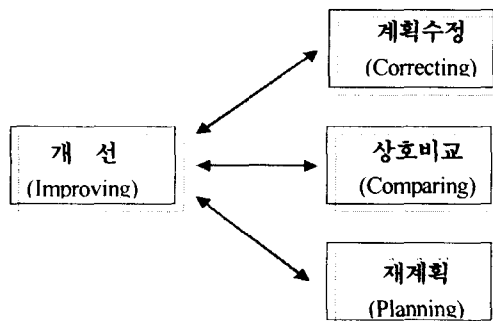 계획수정
(Correcting)
개 선
(Improving)
상호비교
(Comparing)
재계획
(Planning)